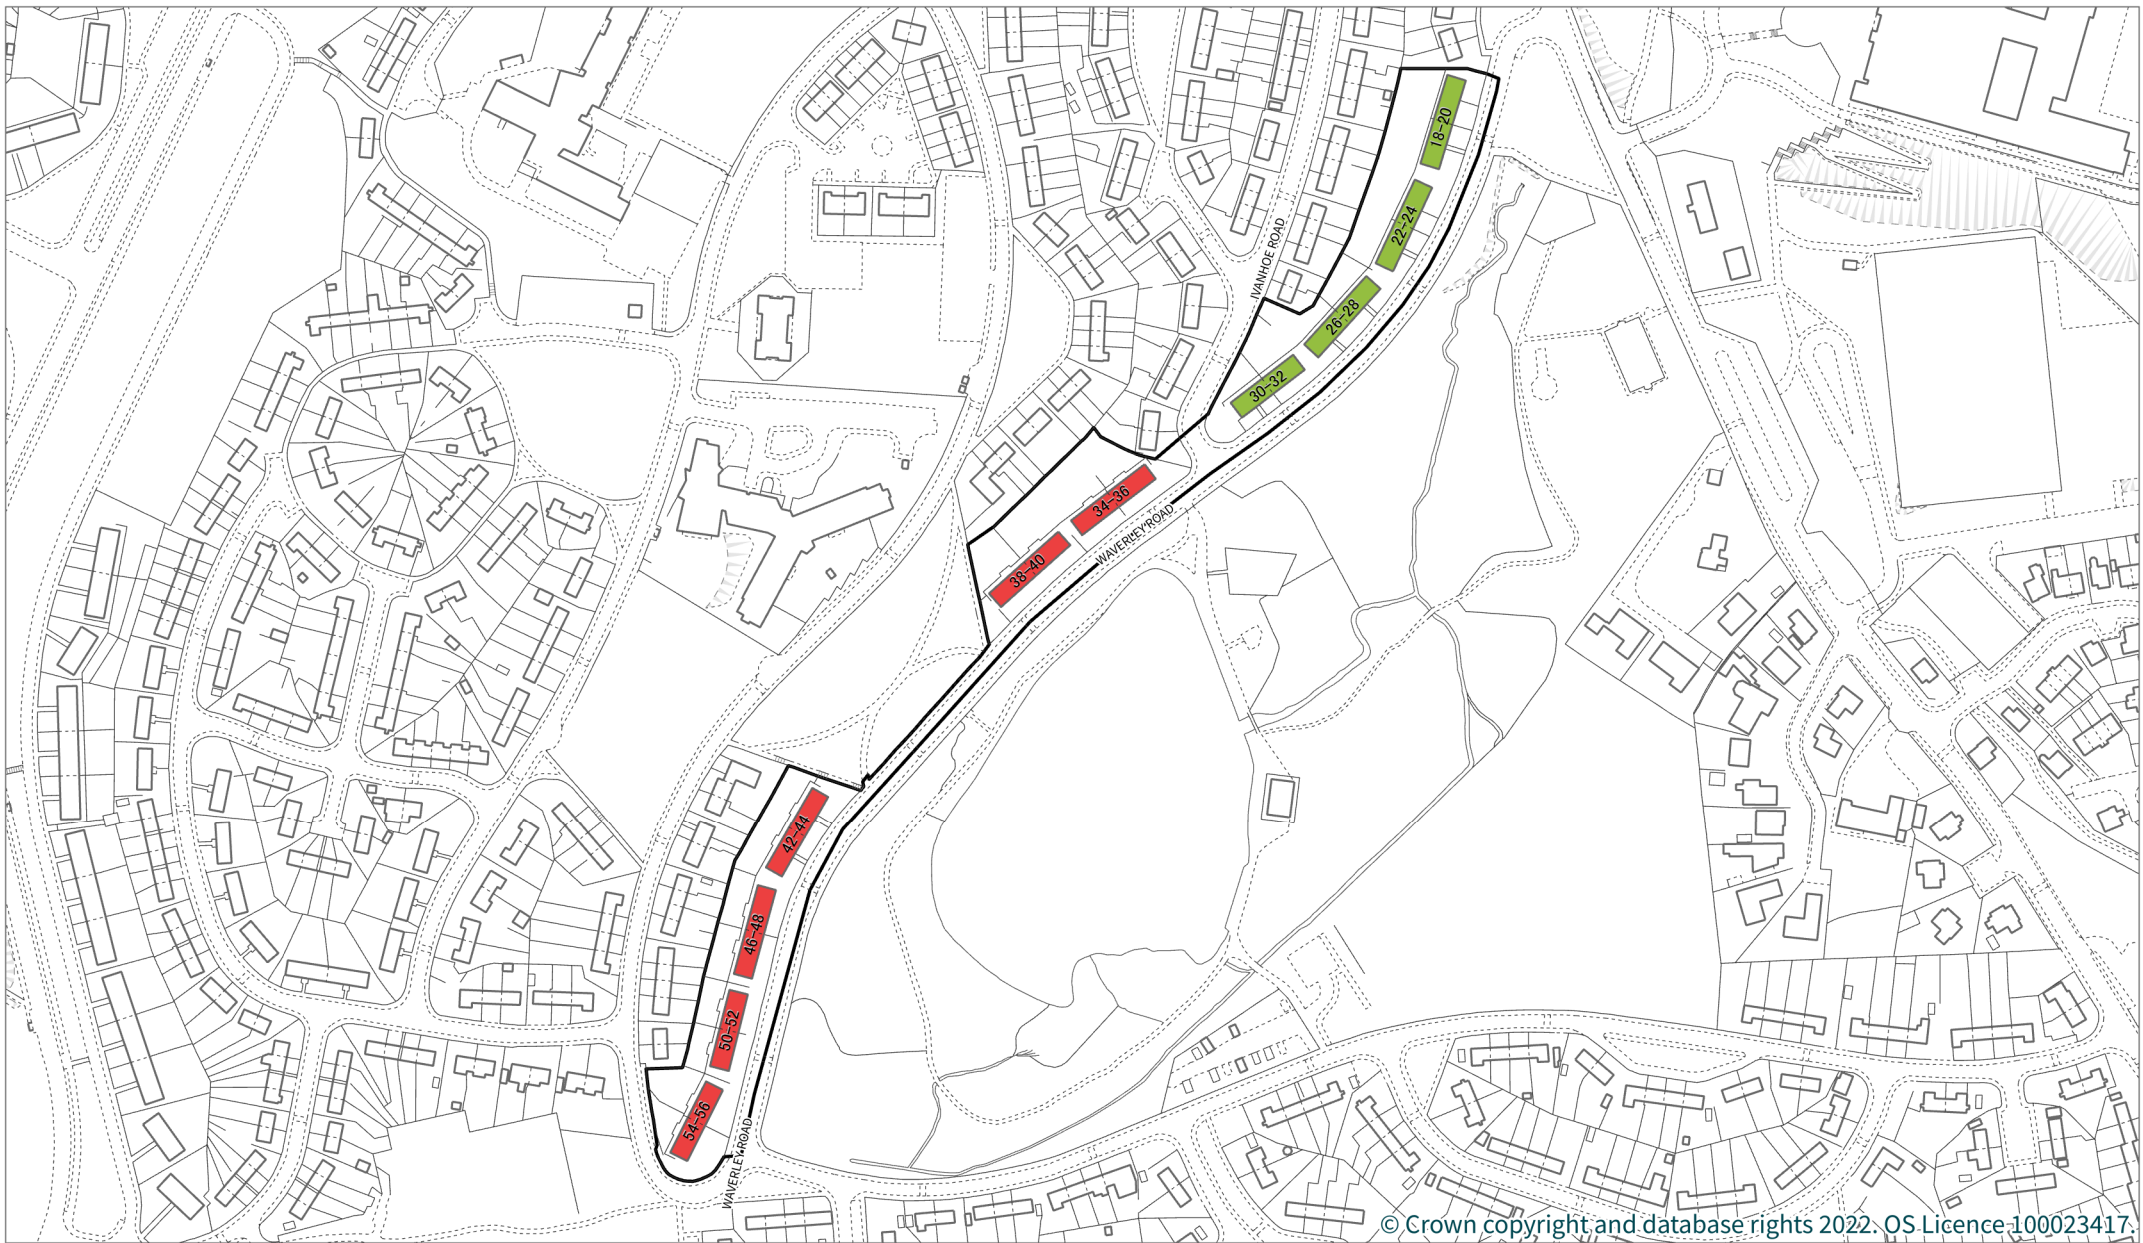 18-20
22-24
IVANHOE ROAD
26-28
30-32
34-36
WAVERLEY ROAD
38-40
42-44
46-48
50-52
54-56
WAVERLEY ROAD
© Crown copyright and database rights 2022. OS Licence 100023417.